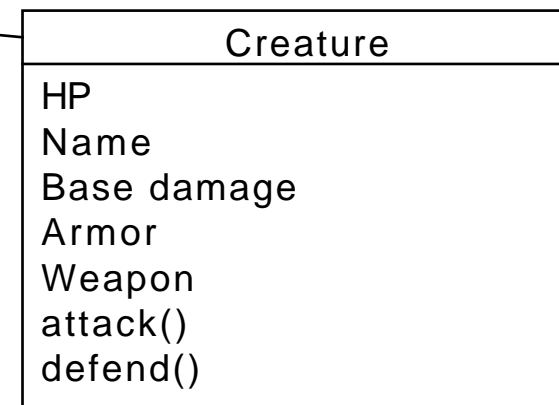 Creature
HP
Name
Base damage
Armor
Weapon
attack()
defend()